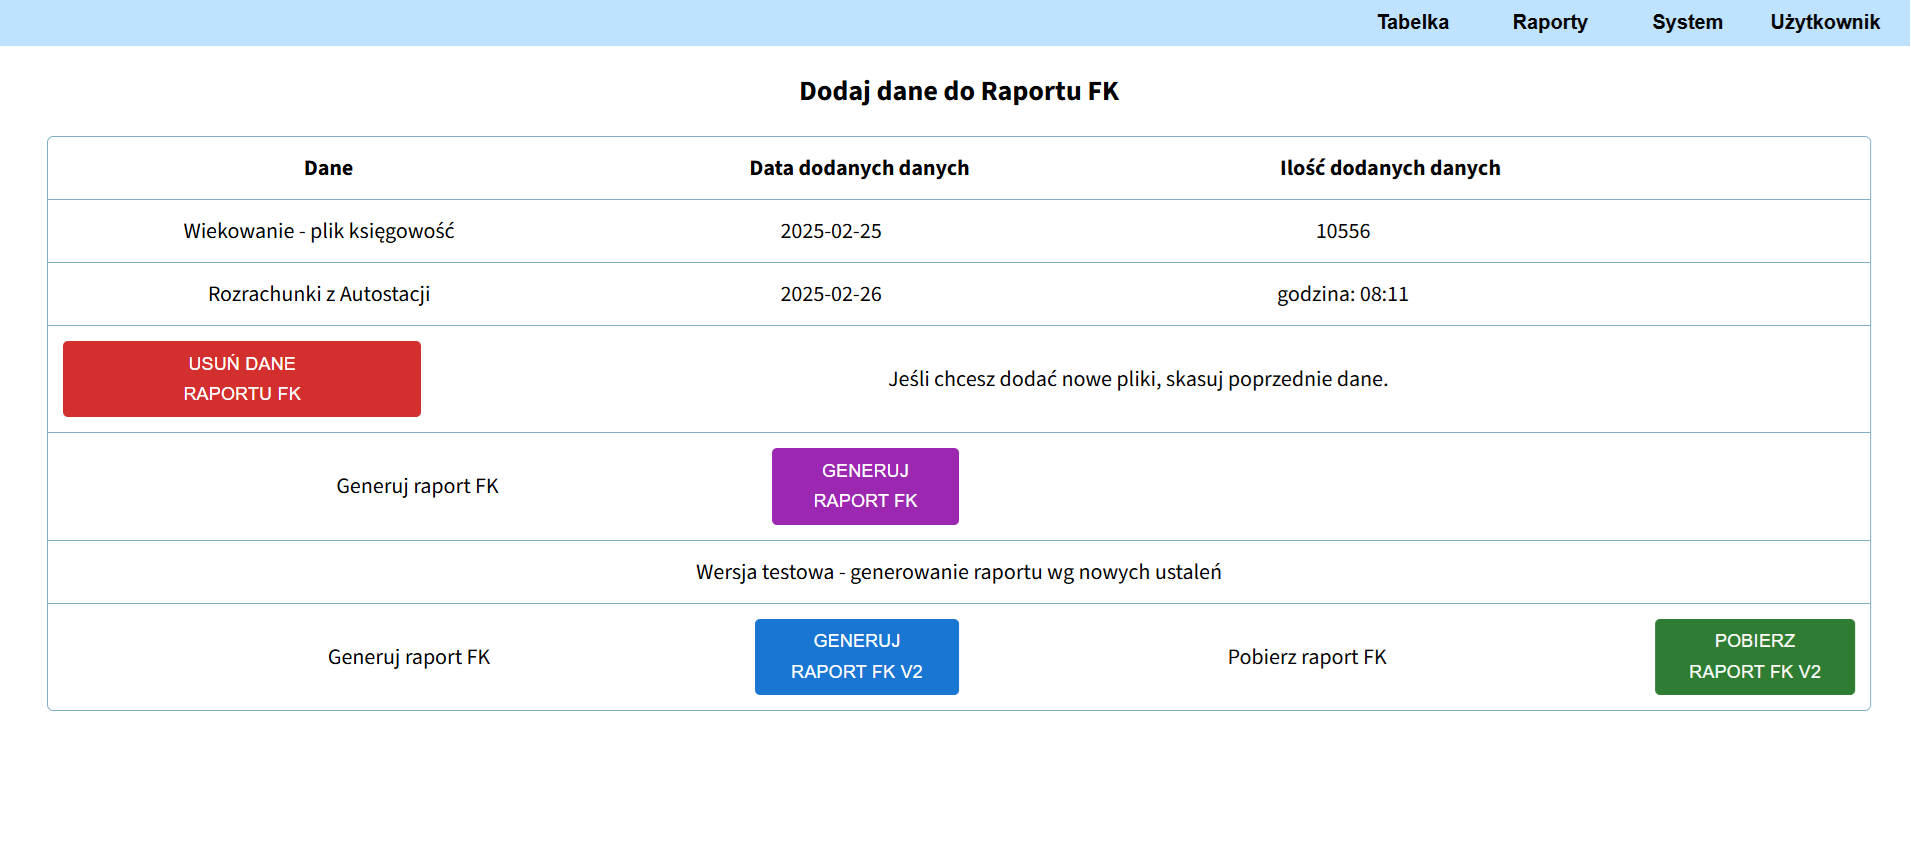 Tabelka Raporty System Użytkownik
Dodaj dane do Raportu FK
Dane Data dodanych danych Ilość dodanych danych
Wiekowanie - plik księgowość 2025-02-25 10556
Rozrachunki z Autostacji 2025-02-26 godzina: 08:11
USUŃ DANE
RAPORTU FK
Jeśli chcesz dodać nowe pliki, skasuj poprzednie dane.
Generuj raport FK
GENERUJ
RAPORT FK
Wersja testowa - generowanie raportu wg nowych ustaleń
Generuj raport FK
GENERUJ
RAPORT FK V2
Pobierz raport FK
POBIERZ
RAPORT FK V2